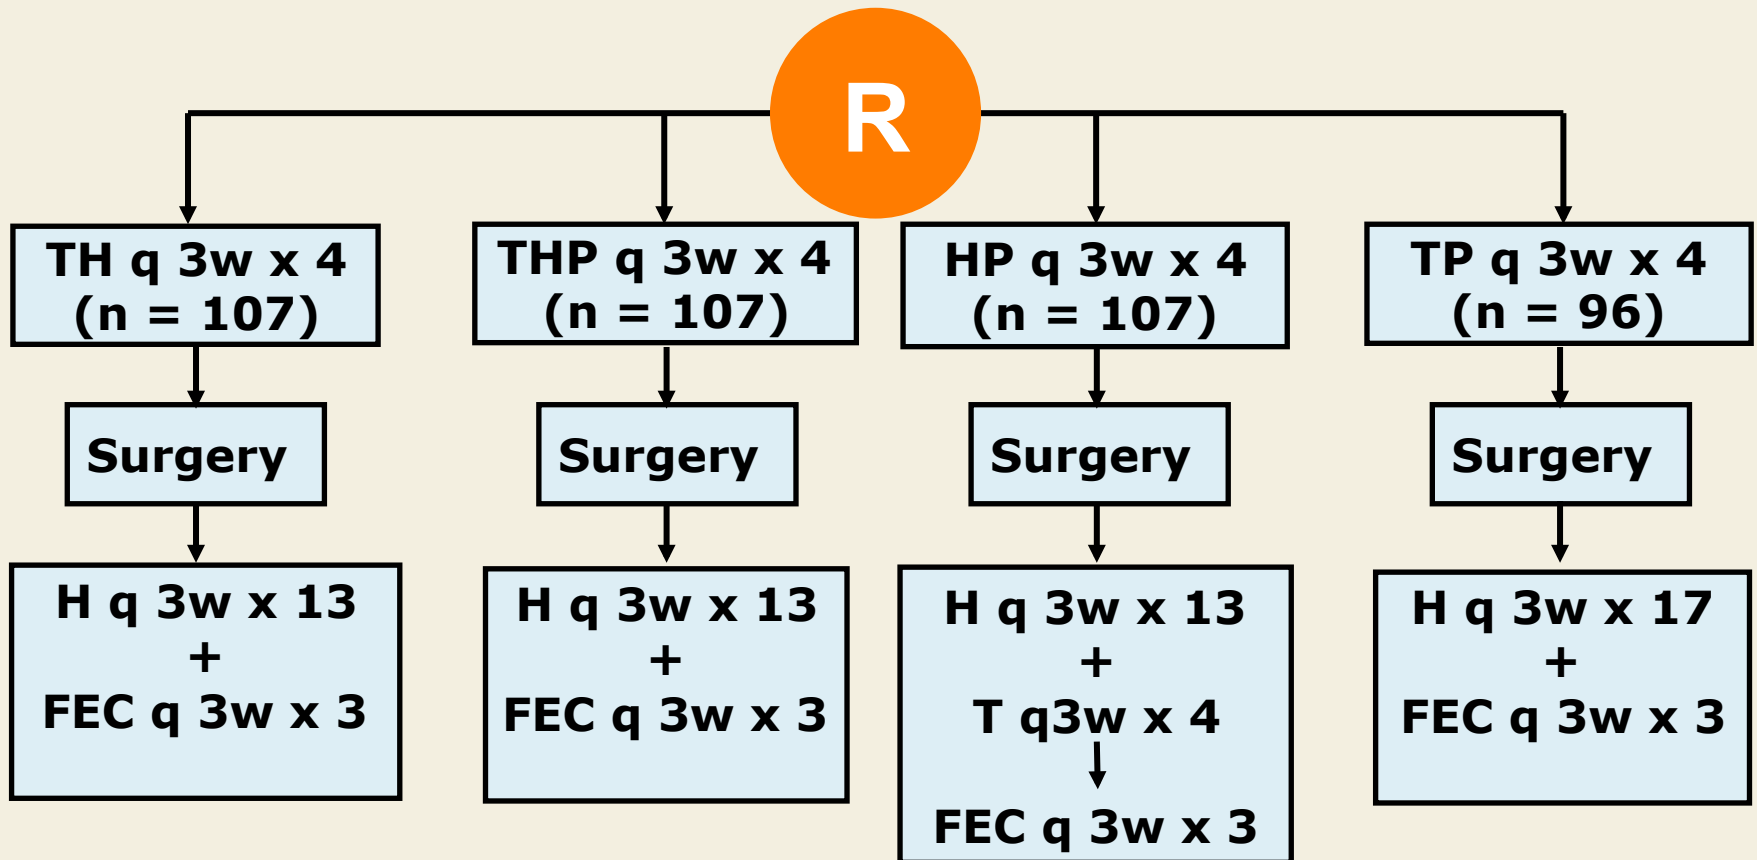 R
TH q 3w x 4
(n = 107)
THP q 3w x 4
(n = 107)
HP q 3w x 4
(n = 107)
TP q 3w x 4
(n = 96)
Surgery
Surgery
Surgery
Surgery
H q 3w x 13
+
FEC q 3w x 3
H q 3w x 13
+
FEC q 3w x 3
H q 3w x 13
+
T q3w x 4
FEC q 3w x 3
H q 3w x 17
+
FEC q 3w x 3